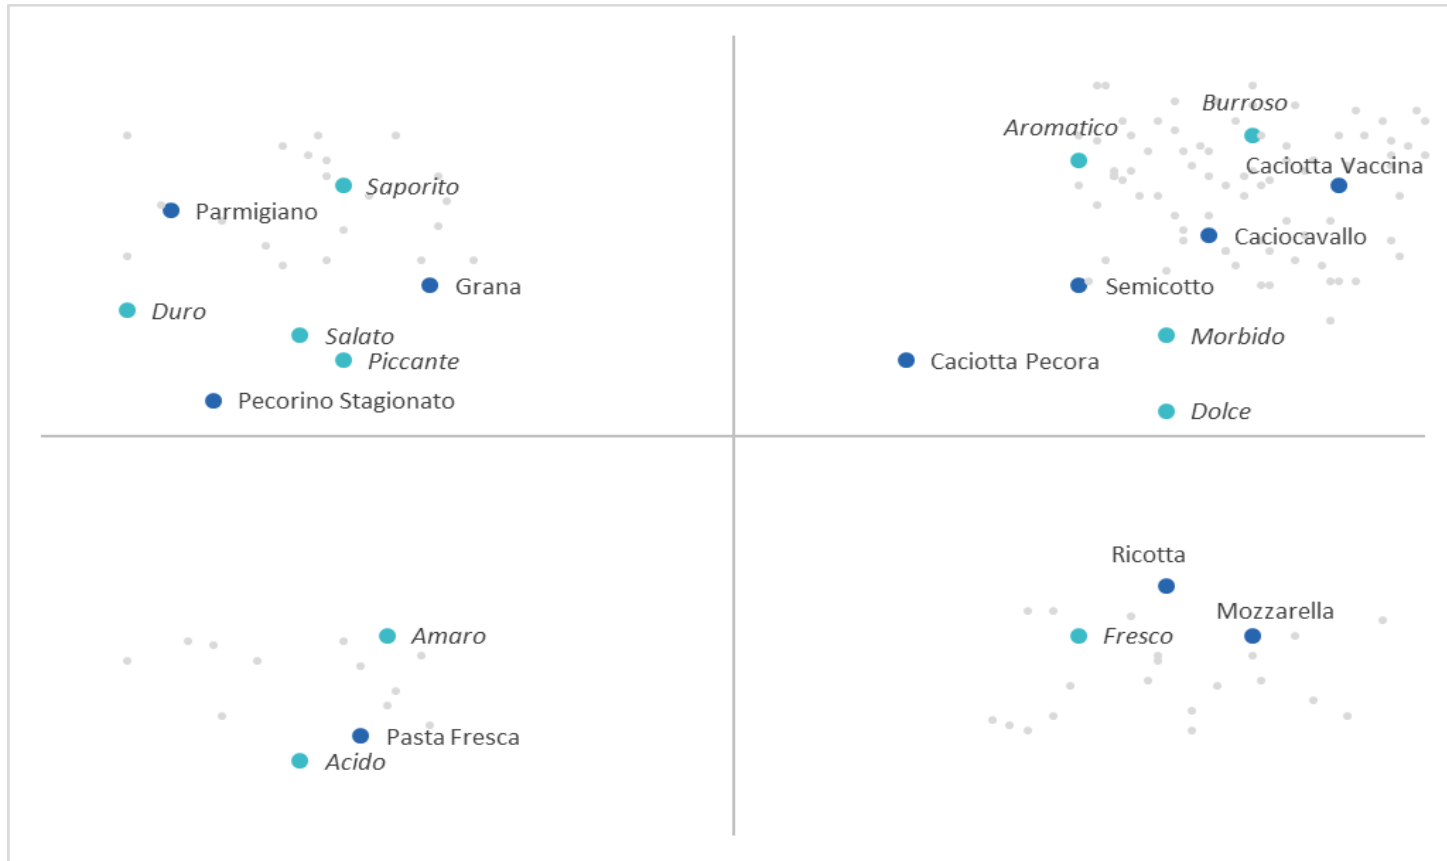 Burroso
Aromatico
Caciotta Vaccina
Saporito
Parmigiano
Caciocavallo
Grana
Semicotto
Duro
Salato
Morbido
Piccante
Caciotta Pecora
Pecorino Stagionato
Dolce
Ricotta
Mozzarella
Amaro
Fresco
Pasta Fresca
Acido